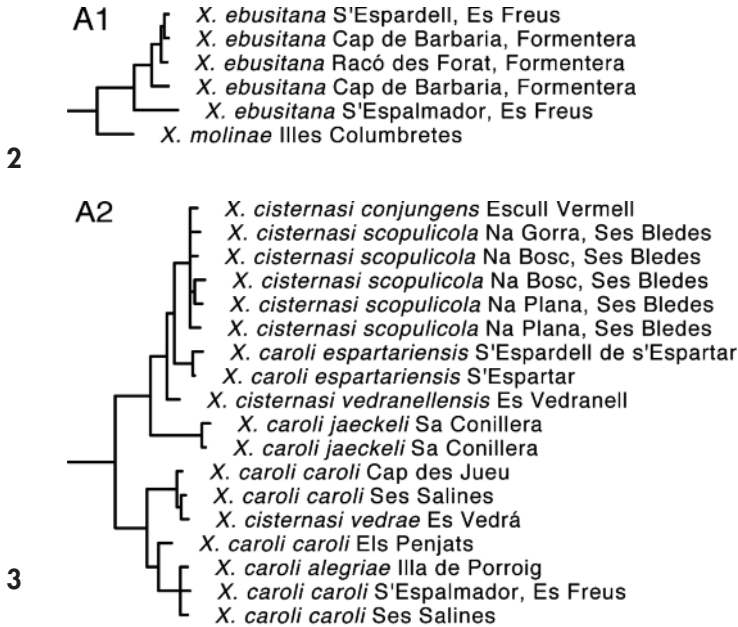 A1
X. ebusitana S'Espardell, Es Freus
X. ebusitana Cap de Barbaria, Formentera
X. ebusitana Racó des Forat, Formentera
X. ebusitana Cap de Barbaria, Formentera
X. ebusitana S'Espalmador, Es Freus
X. molinae Illes Columbretes
2
A2
X. cisternasi conjungens Escull Vermell
X. cisternasi scopulicola Na Gorra, Ses Bledes
X. cisternasi scopulicola Na Bosc, Ses Bledes
X. cisternasi scopulicola Na Bosc, Ses Bledes
X. cisternasi scopulicola Na Plana, Ses Bledes
X. cisternasi scopulicola Na Plana, Ses Bledes
X. caroli espartariensis S'Espardell de s'Espartar
X. caroli espartariensis S'Espartar
X. cisternasi vedranellensis Es Vedranell
X. caroli jaeckeli Sa Conillera
X. caroli jaeckeli Sa Conillera
X. caroli caroli Cap des Jueu
X. caroli caroli Ses Salines
X. cisternasi vedrae Es Vedrá
X. caroli caroli Els Penjats
X. caroli alegriae Illa de Porroig
3
X. caroli caroli S'Espalmador, Es Freus
X. caroli caroli Ses Salines